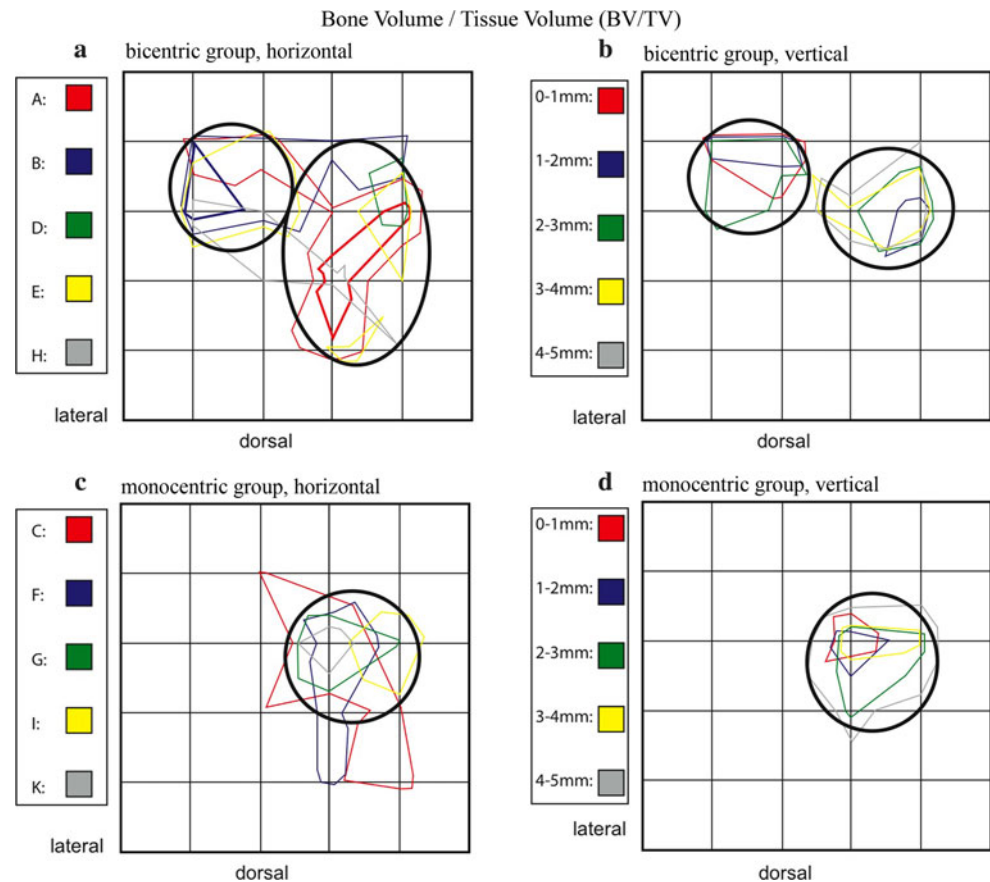 Bone Volume / Tissue Volume (BV/TV)
a
bicentric group, horizontal
A:
B:
D:
E:
H:
lateral
dorsal
b
bicentric group, vertical
0-1mm:
1-2mm:
2-3mm:
3-4mm:
4-5mm:
lateral
dorsal
c
monocentric group, horizontal
C:
F:
G:
I:
K:
lateral
dorsal
d
monocentric group, vertical
0-1mm:
1-2mm:
2-3mm:
3-4mm:
4-5mm:
lateral
dorsal